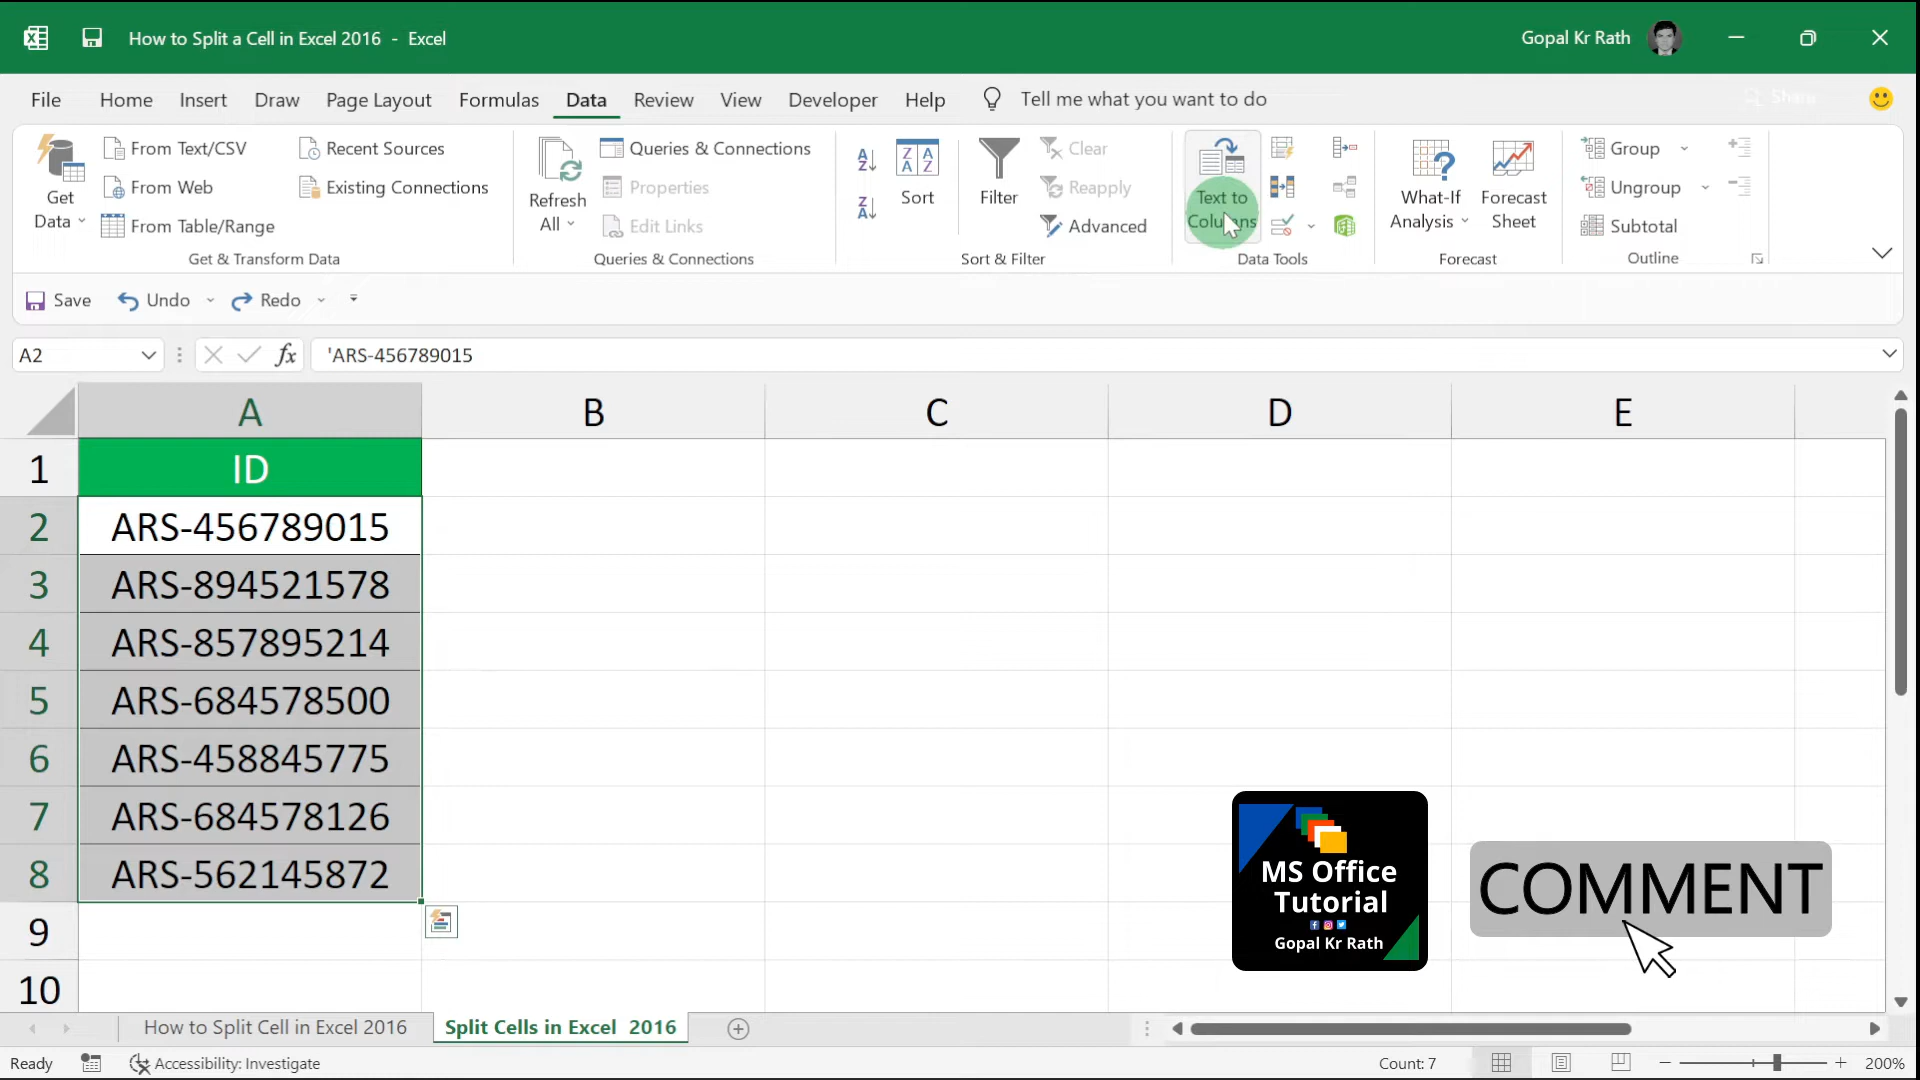 How to Split a Cell in Excel 2016 - Excel
Gopal Kr Rath
File Home Insert Draw Page Layout Formulas Data Review View Developer Help Tell me what you want to do Share
Get Data
From Text/CSV
From Web
From Table/Range
Recent Sources
Existing Connections
Get & Transform Data
Refresh All
Queries & Connections
Properties
Edit Links
Queries & Connections
Sort
Filter
Clear
Reapply
Advanced
Sort & Filter
Text to
Columns
Data Tools
What-If
Analysis
Forecast
Sheet
Forecast
Group
Ungroup
Subtotal
Outline
Save Undo Redo
A2 fx 'ARS-456789015
A B C D E
1 ID
2 ARS-456789015
3 ARS-894521578
4 ARS-857895214
5 ARS-684578500
6 ARS-458845775
7 ARS-684578126
8 ARS-562145872
9
10
MS Office
Tutorial
Gopal Kr Rath
COMMENT
How to Split Cell in Excel 2016 Split Cells in Excel 2016
Ready Accessibility: Investigate Count: 7 200%